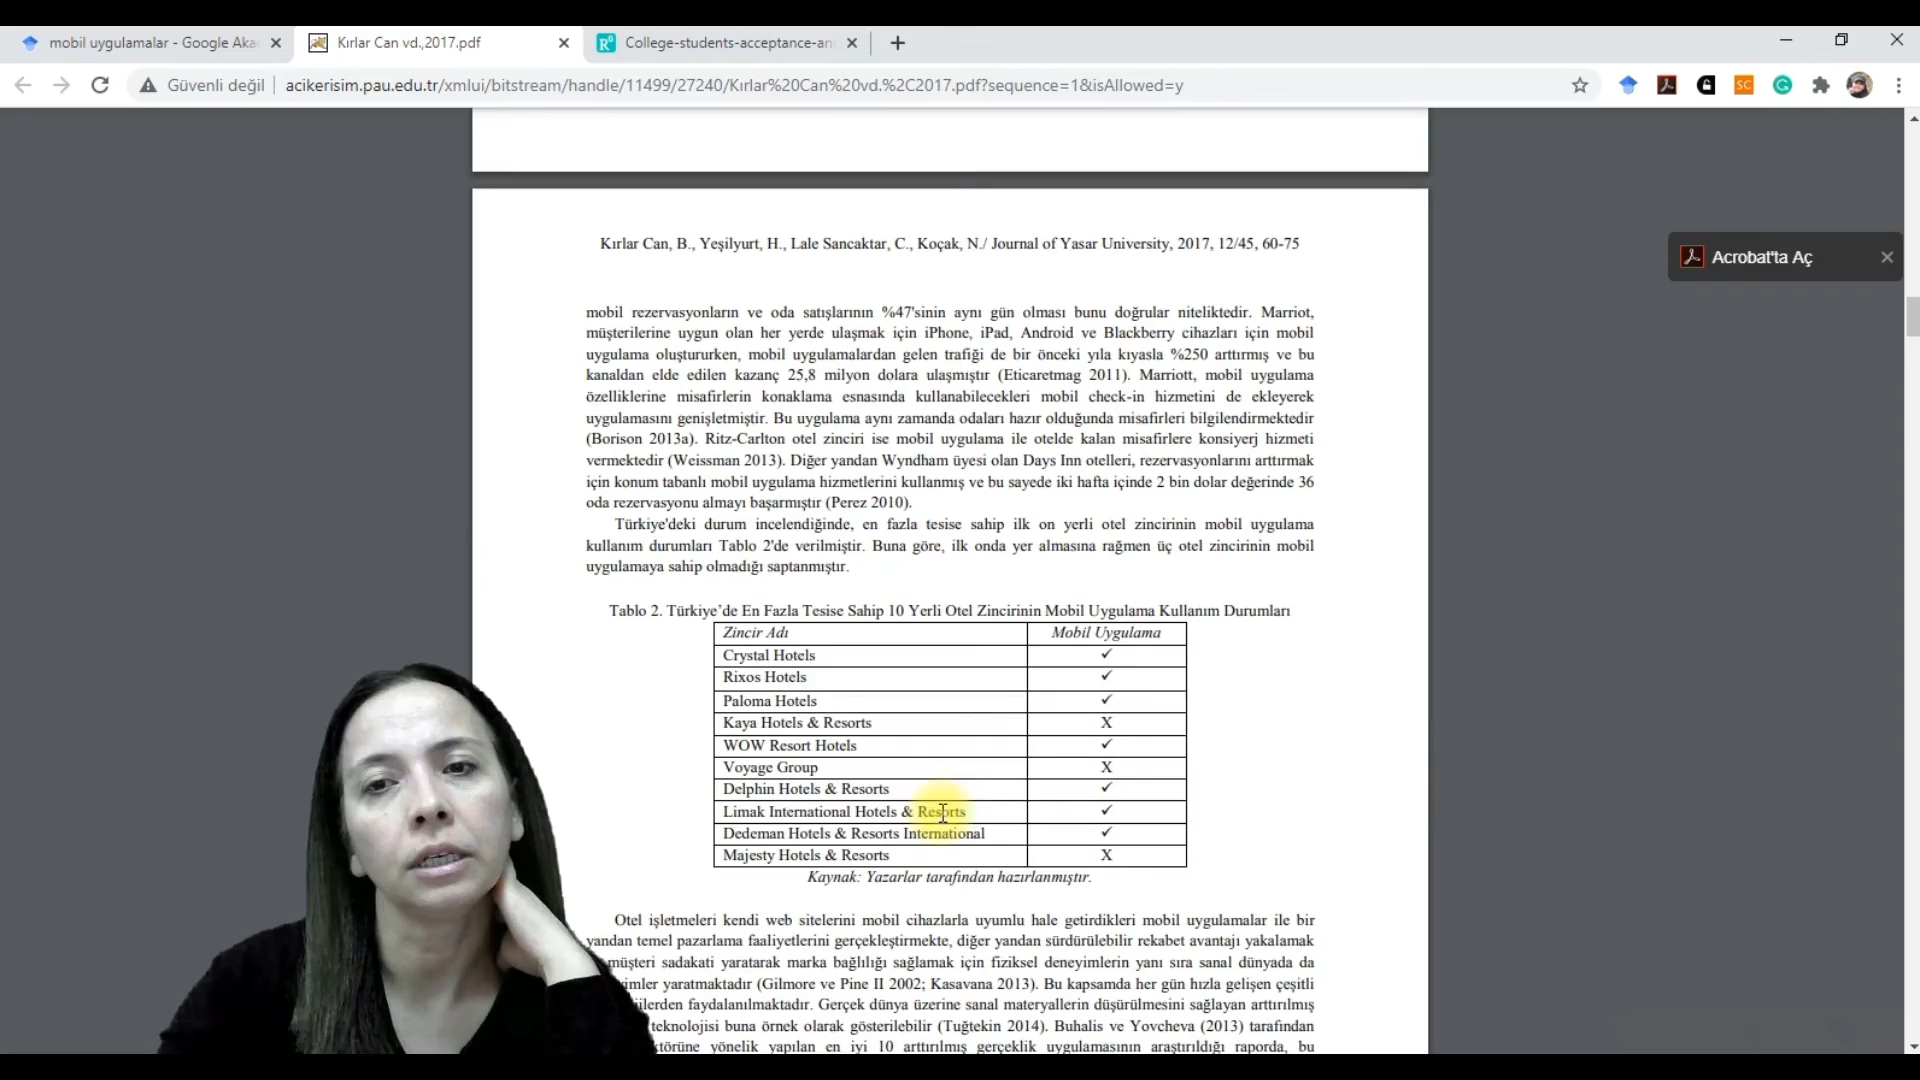 mobil uygulamalar - Google Aka
Kırlar Can vd.,2017.pdf
College-students-acceptance-an
Güvenli değil
acikerisim.pau.edu.tr/xmlui/bitstream/handle/11499/27240/Kırlar%20Can%20vd.%2C2017.pdf?sequence=1&isAllowed=y
SC
Acrobat'ta Aç
Kırlar Can, B., Yeşilyurt, H., Lale Sancaktar, C., Koçak, N./ Journal of Yasar University, 2017, 12/45, 60-75
mobil rezervasyonların ve oda satışlarının %47'sinin aynı gün olması bunu doğrular niteliktedir. Marriot,
müşterilerine uygun olan her yerde ulaşmak için iPhone, iPad, Android ve Blackberry cihazları için mobil
uygulama oluştururken, mobil uygulamalardan gelen trafiği de bir önceki yıla kıyasla %250 arttırmış ve bu
kanaldan elde edilen kazanç 25,8 milyon dolara ulaşmıştır (Eticaretmag 2011). Marriott, mobil uygulama
özelliklerine misafirlerin konaklama esnasında kullanabilecekleri mobil check-in hizmetini de ekleyerek
uygulamasını genişletmiştir. Bu uygulama aynı zamanda odaları hazır olduğunda misafirleri bilgilendirmektedir
(Borison 2013a). Ritz-Carlton otel zinciri ise mobil uygulama ile otelde kalan misafirlere konsiyerj hizmeti
vermektedir (Weissman 2013). Diğer yandan Wyndham üyesi olan Days Inn otelleri, rezervasyonlarını arttırmak
için konum tabanlı mobil uygulama hizmetlerini kullanmış ve bu sayede iki hafta içinde 2 bin dolar değerinde 36
oda rezervasyonu almayı başarmıştır (Perez 2010).
Türkiye'deki durum incelendiğinde, en fazla tesise sahip ilk on yerli otel zincirinin mobil uygulama
kullanım durumları Tablo 2'de verilmiştir. Buna göre, ilk onda yer almasına rağmen üç otel zincirinin mobil
uygulamaya sahip olmadığı saptanmıştır.
Tablo 2. Türkiye'de En Fazla Tesise Sahip 10 Yerli Otel Zincirinin Mobil Uygulama Kullanım Durumları
Zincir Adı Mobil Uygulama
Crystal Hotels ✓
Rixos Hotels ✓
Paloma Hotels ✓
Kaya Hotels & Resorts X
WOW Resort Hotels ✓
Voyage Group X
Delphin Hotels & Resorts ✓
Limak International Hotels & Resorts ✓
Dedeman Hotels & Resorts International ✓
Majesty Hotels & Resorts X
Kaynak: Yazarlar tarafından hazırlanmıştır.
Otel işletmeleri kendi web sitelerini mobil cihazlarla uyumlu hale getirdikleri mobil uygulamalar ile bir
yandan temel pazarlama faaliyetlerini gerçekleştirmekte, diğer yandan sürdürülebilir rekabet avantajı yakalamak
müşteri sadakati yaratarak marka bağlılığı sağlamak için fiziksel deneyimlerin yanı sıra sanal dünyada da
yaratmaktadır (Gilmore ve Pine II 2002; Kasavana 2013). Bu kapsamda her gün hızla gelişen çeşitli
faydalanılmaktadır. Gerçek dünya üzerine sanal materyallerin düşürülmesini sağlayan arttırılmış
teknolojisi buna örnek olarak gösterilebilir (Tuğtekin 2014). Buhalis ve Yovcheva (2013) tarafından
yönelik yapılan en iyi 10 arttırılmış gerçeklik uygulamasının araştırıldığı raporda, bu